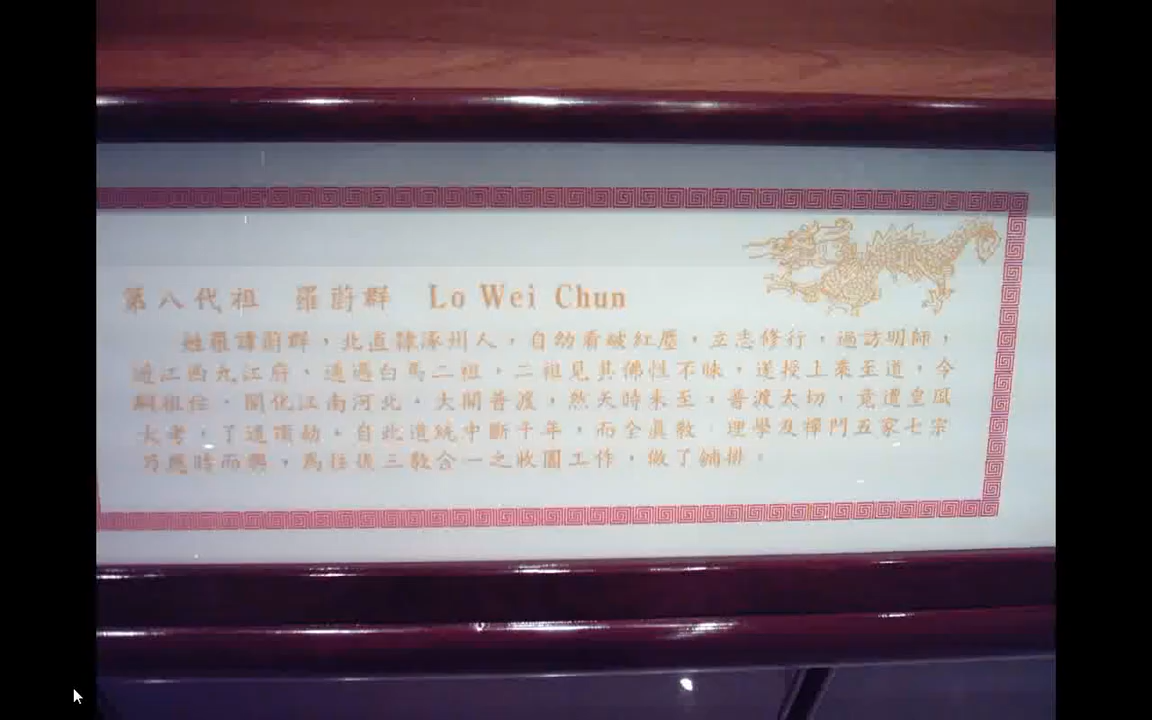 第八代祖 羅蔚群 Lo Wei Chun
姓羅諱蔚群，北直隸涿州人，自幼看破紅塵，立志修行，過訪明師，
江西九江府，遇白馬二祖，二祖見其佛性不昧，遂授上乘至道，令
嗣祖位。開化江南河北，大開普渡，然天時未至，普渡太切，竟遭皇風
大考，了道頂劫。自此道統中斷千年，而全眞教 理學及禪門五家七宗
乃應時而興，為往後三教合一之收圓工作，做了鋪排。